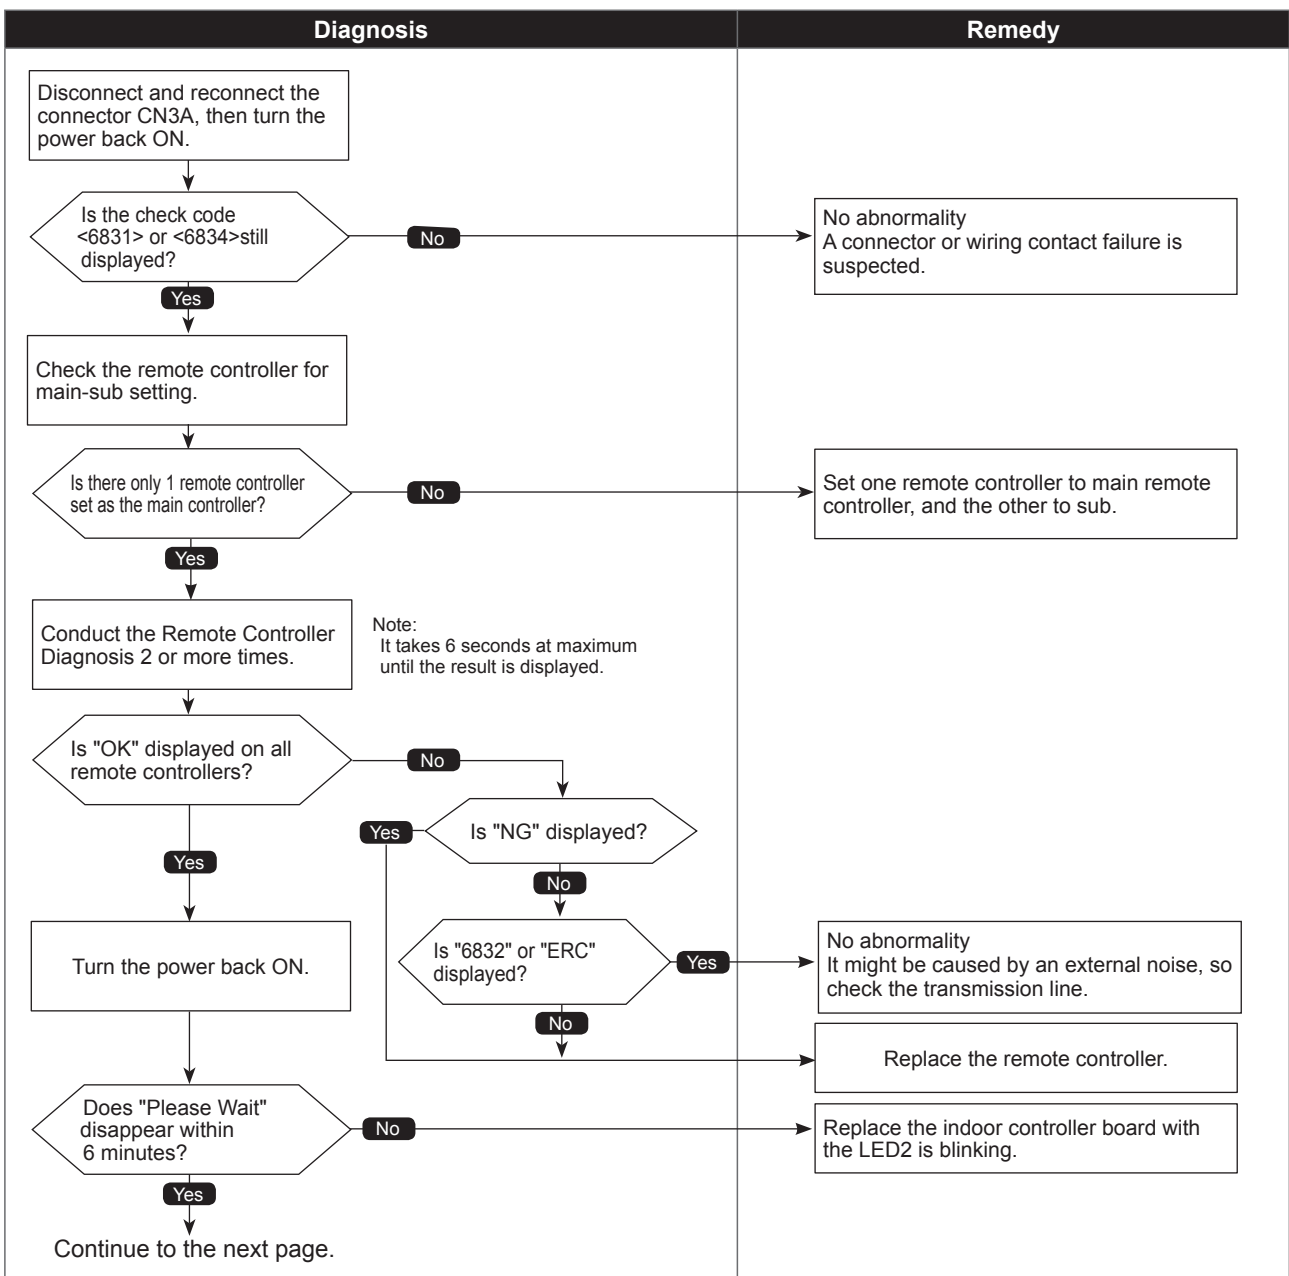 Diagnosis
Remedy
Disconnect and reconnect the
connector CN3A, then turn the
power back ON.
Is the check code
<6831> or <6834>still
displayed?
No
No abnormality
A connector or wiring contact failure is
suspected.
Yes
Check the remote controller for
main-sub setting.
Is there only 1 remote controller
set as the main controller?
No
Set one remote controller to main remote
controller, and the other to sub.
Yes
Conduct the Remote Controller
Diagnosis 2 or more times.
Note:
It takes 6 seconds at maximum
until the result is displayed.
Is "OK" displayed on all
remote controllers?
No
Is "NG" displayed?
Yes
Yes
No
Is "6832" or "ERC"
displayed?
Yes
No abnormality
It might be caused by an external noise, so
check the transmission line.
No
Replace the remote controller.
Turn the power back ON.
Does "Please Wait"
disappear within
6 minutes?
No
Replace the indoor controller board with
the LED2 is blinking.
Yes
Continue to the next page.